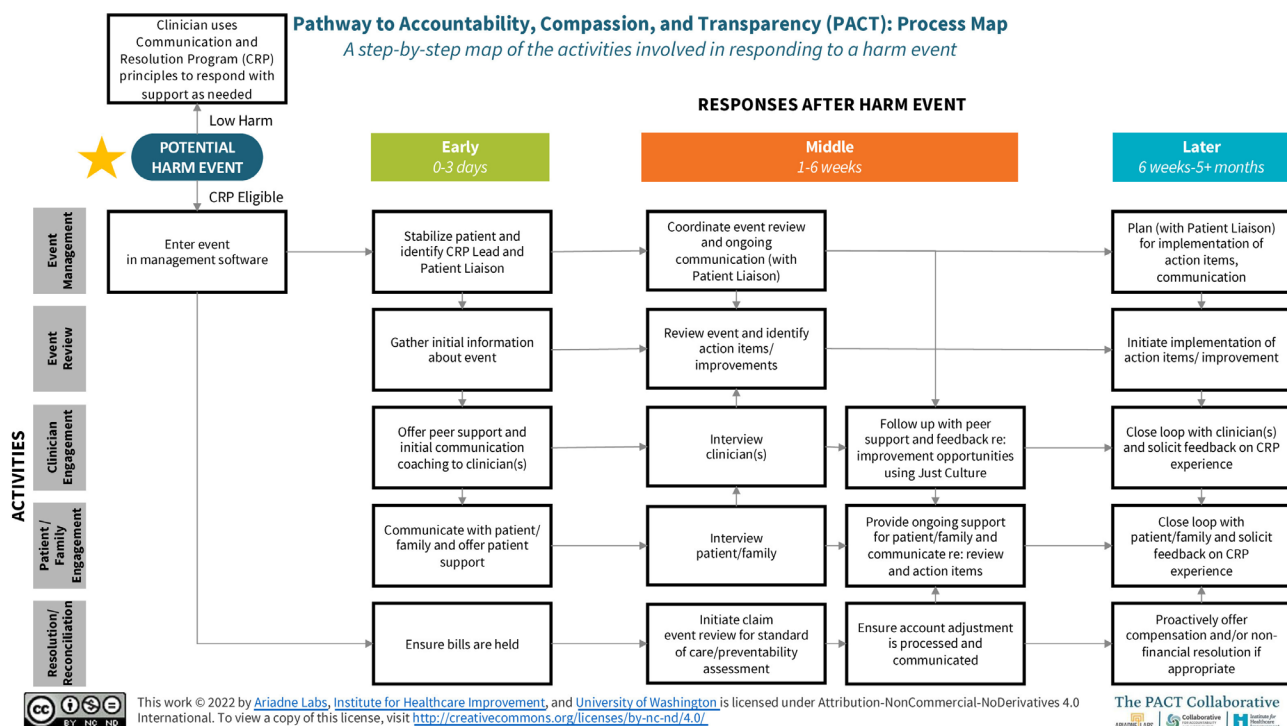 Pathway to Accountability, Compassion, and Transparency (PACT): Process Map
A step-by-step map of the activities involved in responding to a harm event
Clinician uses
Communication and
Resolution Program (CRP)
principles to respond with
support as needed
Low Harm
POTENTIAL
HARM EVENT
CRP Eligible
RESPONSES AFTER HARM EVENT
Early
0-3 days
Middle
1-6 weeks
Later
6 weeks-5+ months
ACTIVITIES
Event
Management
Enter event
in management software
Stabilize patient and
identify CRP Lead and
Patient Liaison
Coordinate event review
and ongoing
communication (with
Patient Liaison)
Plan (with Patient Liaison)
for implementation of
action items,
communication
Event
Review
Gather initial information
about event
Review event and identify
action items/
improvements
Initiate implementation of
action items/ improvement
Clinician
Engagement
Offer peer support and
initial communication
coaching to clinician(s)
Interview
clinician(s)
Follow up with peer
support and feedback re:
improvement opportunities
using Just Culture
Close loop with clinician(s)
and solicit feedback on CRP
experience
Patient /
Family
Engagement
Communicate with patient/
family and offer patient
support
Interview
patient/family
Provide ongoing support
for patient/family and
communicate re: review
and action items
Close loop with
patient/family and solicit
feedback on CRP
experience
Resolution/
Reconciliation
Ensure bills are held
Initiate claim
event review for standard
of care/preventability
assessment
Ensure account adjustment
is processed and
communicated
Proactively offer
compensation and/or non-
financial resolution if
appropriate
cc
BY NC ND
This work © 2022 by Ariadne Labs, Institute for Healthcare Improvement, and University of Washington is licensed under Attribution-NonCommercial-NoDerivatives 4.0
International. To view a copy of this license, visit http://creativecommons.org/licenses/by-nc-nd/4.0/
The PACT Collaborative
ARIADNE LABS
Collaborative
Institute for
Healthcare